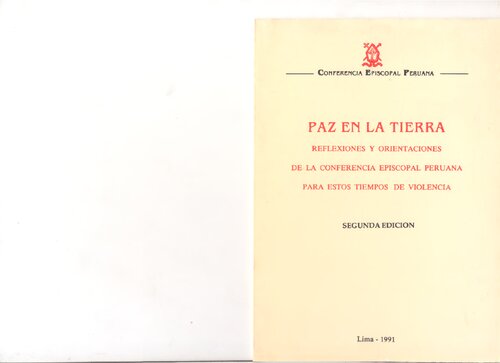 CONFERENCIA EPISCOPAL PERUANA
PAZ EN LA TIERRA
REFLEXIONES Y ORIENTACIONES
DE LA CONFERENCIA EPISCOPAL PERUANA
PARA ESTOS TIEMPOS DE VIOLENCIA
SEGUNDA EDICION
Lima - 1991